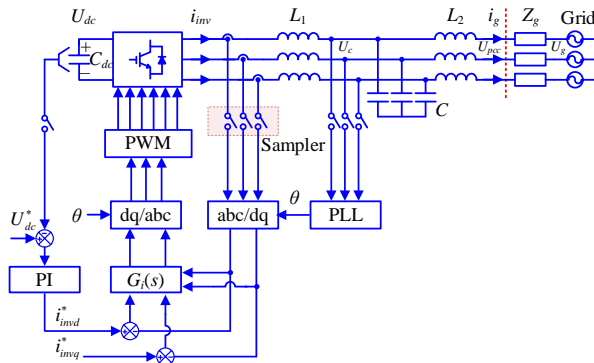 U_dc i_inv L_1 L_2 i_g Z_g Grid
+ C_dc − U_c U_pcc U_g
C
Sampler
PWM
θ dq/abc abc/dq θ PLL
U*_dc + −
PI G_i(s)
i*_invd + −
i*_invq + −